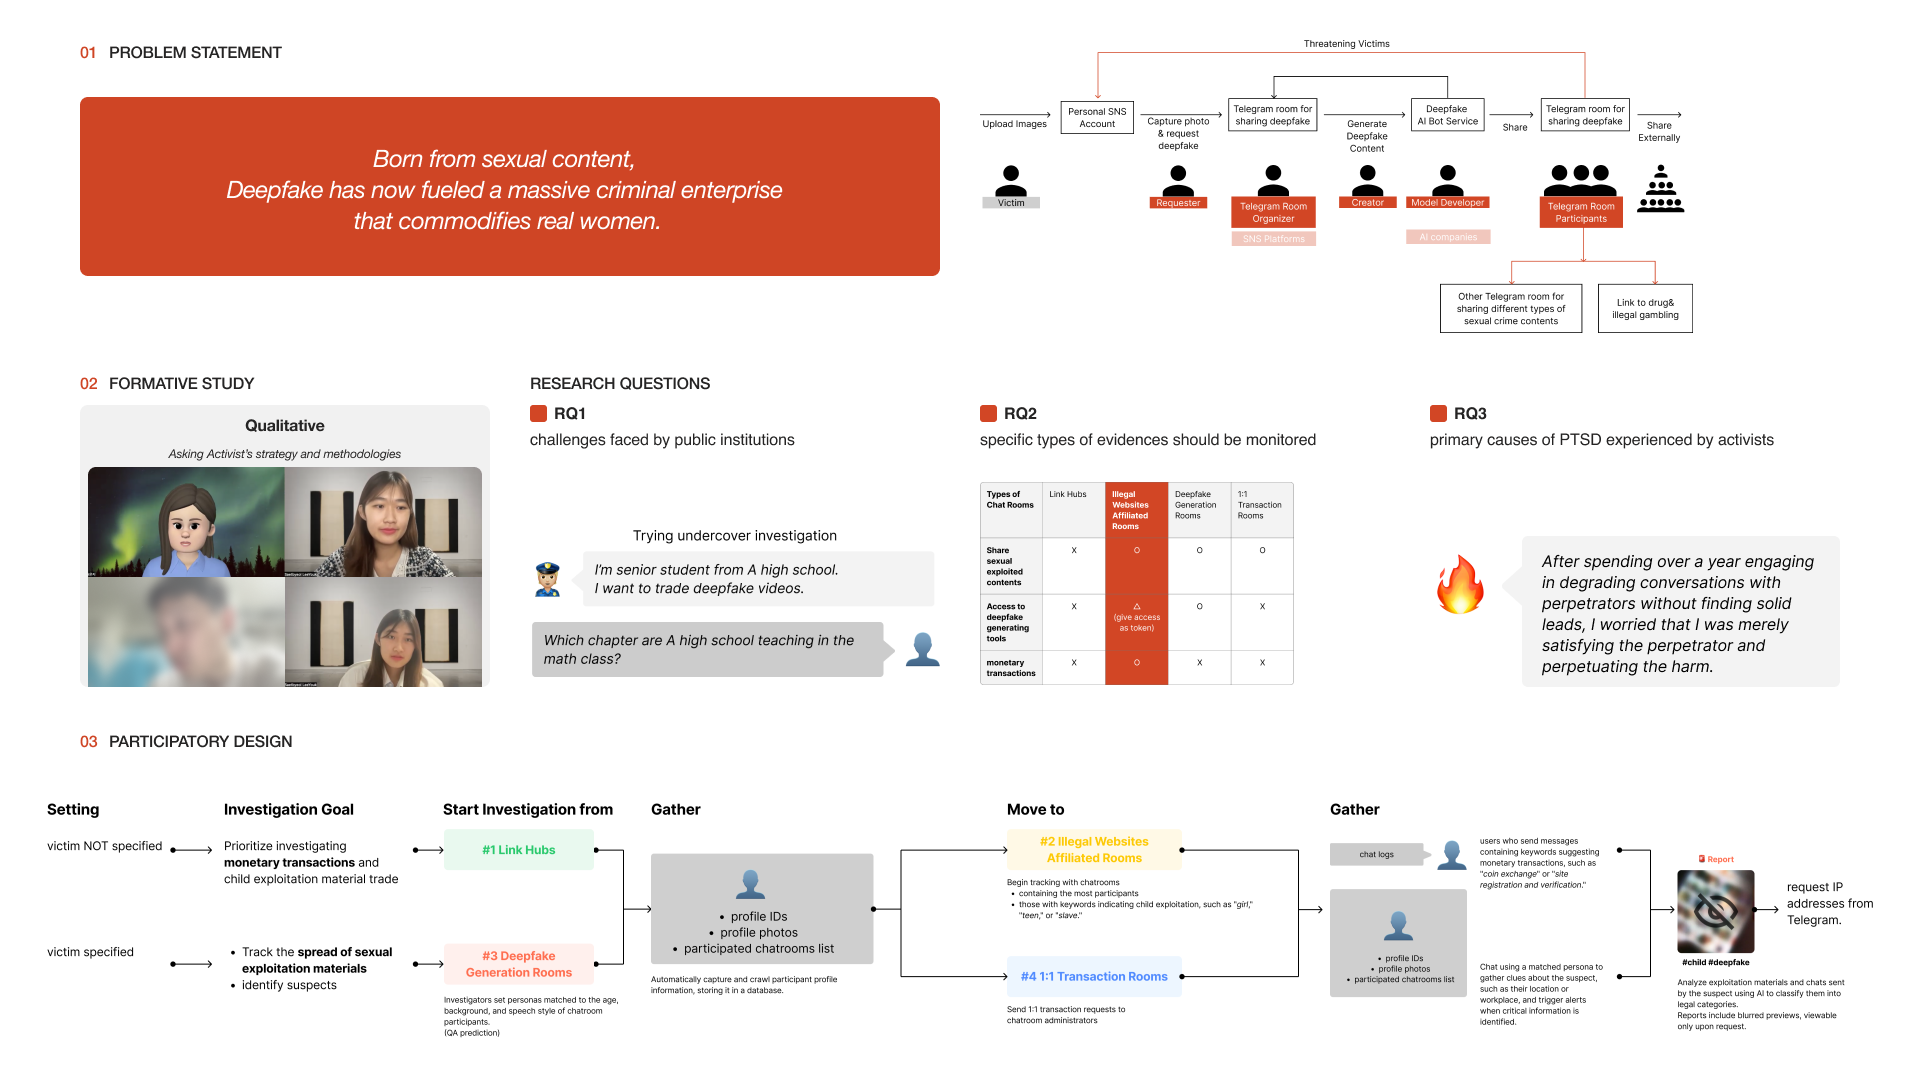 01 PROBLEM STATEMENT
Born from sexual content,
Deepfake has now fueled a massive criminal enterprise
that commodifies real women.
Threatening Victims
Upload Images
Personal SNS
Account
Capture photo
& request
deepfake
Telegram room for
sharing deepfake
Generate
Deepfake
Content
Deepfake
AI Bot Service
Share
Telegram room for
sharing deepfake
Share
Externally
Victim
Requester
Telegram Room
Organizer
SNS Platforms
Creator
Model Developer
AI companies
Telegram Room
Participants
Other Telegram room for
sharing different types of
sexual crime contents
Link to drug&
illegal gambling
02 FORMATIVE STUDY
Qualitative
Asking Activist's strategy and methodologies
RESEARCH QUESTIONS
RQ1
challenges faced by public institutions
Trying undercover investigation
I'm senior student from A high school.
I want to trade deepfake videos.
Which chapter are A high school teaching in the
math class?
RQ2
specific types of evidences should be monitored
Types of
Chat Rooms
Link Hubs
Illegal
Websites
Affiliated
Rooms
Deepfake
Generation
Rooms
1:1
Transaction
Rooms
Share
sexual
exploited
contents
X
O
O
O
Access to
deepfake
generating
tools
X
△
(give access
as token)
O
X
monetary
transactions
X
O
X
X
RQ3
primary causes of PTSD experienced by activists
After spending over a year engaging
in degrading conversations with
perpetrators without finding solid
leads, I worried that I was merely
satisfying the perpetrator and
perpetuating the harm.
03 PARTICIPATORY DESIGN
Setting
victim NOT specified
victim specified
Investigation Goal
Prioritize investigating
monetary transactions and
child exploitation material trade
• Track the spread of sexual
exploitation materials
• identify suspects
Start Investigation from
#1 Link Hubs
#3 Deepfake
Generation Rooms
Investigators set personas matched to the age,
background, and speech style of chatroom
participants.
(QA prediction)
Gather
• profile IDs
• profile photos
• participated chatrooms list
Automatically capture and crawl participant profile
information, storing it in a database.
Move to
#2 Illegal Websites
Affiliated Rooms
Begin tracking with chatrooms
• containing the most participants
• those with keywords indicating child exploitation, such as "girl,"
"teen," or "slave."
#4 1:1 Transaction Rooms
Send 1:1 transaction requests to
chatroom administrators
Gather
chat logs
users who send messages
containing keywords suggesting
monetary transactions, such as
"coin exchange" or "site
registration and verification."
• profile IDs
• profile photos
• participated chatrooms list
Chat using a matched persona to
gather clues about the suspect,
such as their location or
workplace, and trigger alerts
when critical information is
identified.
Report
#child #deepfake
Analyze exploitation materials and chats sent
by the suspect using AI to classify them into
legal categories.
Reports include blurred previews, viewable
only upon request.
request IP
addresses from
Telegram.